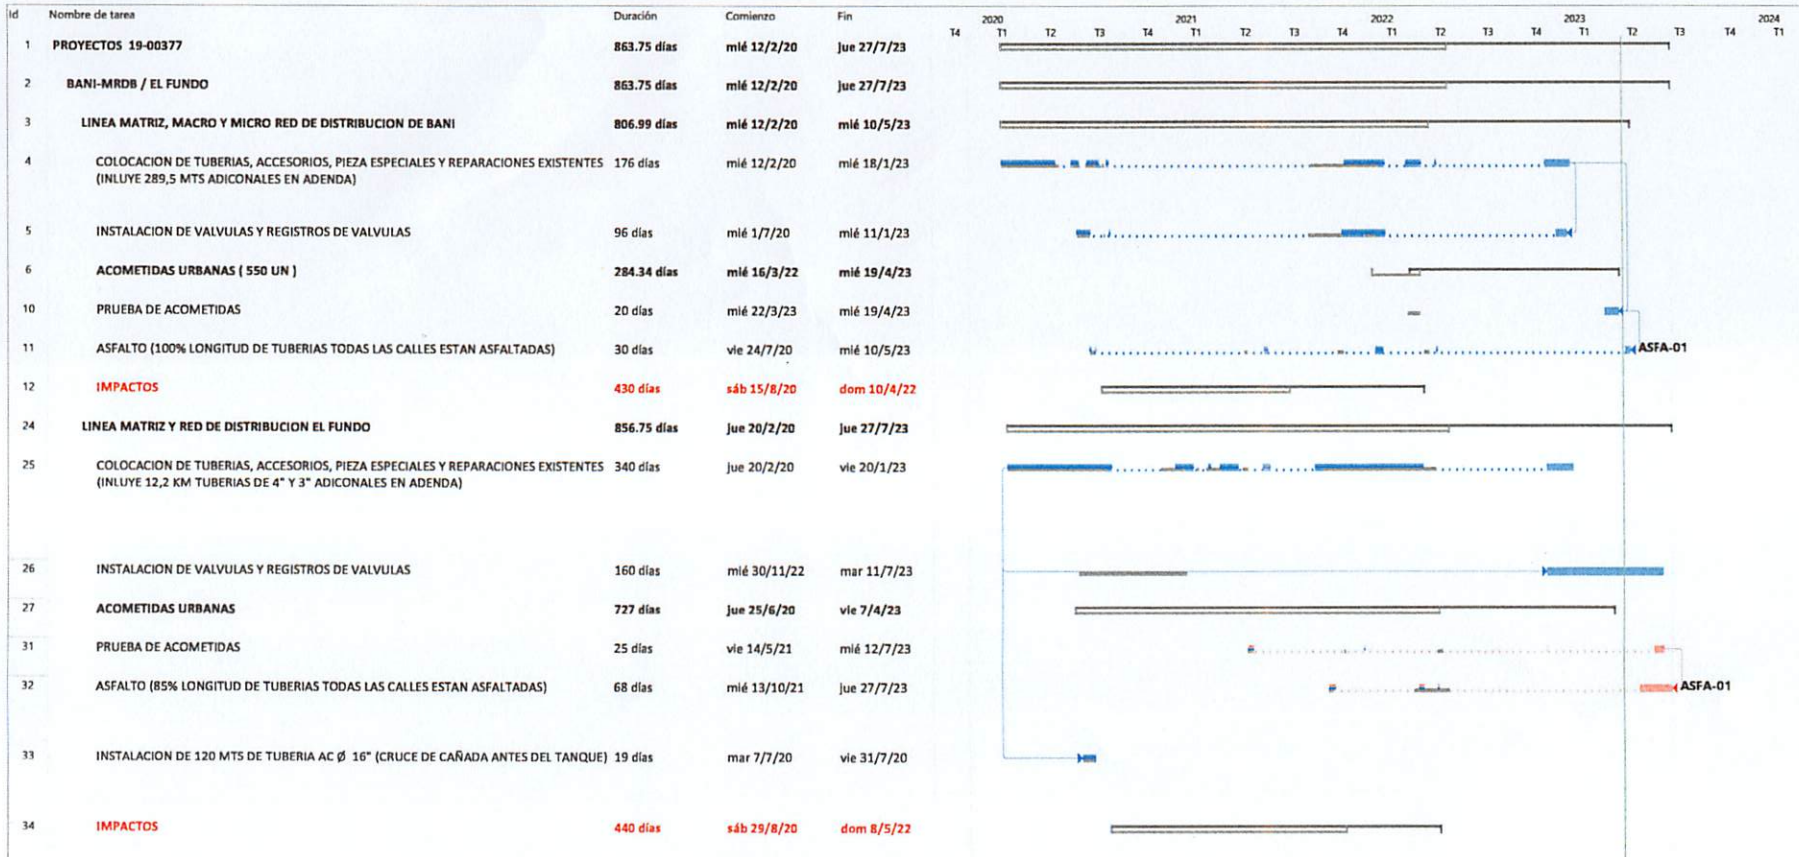 Id Nombre de tarea Duración Comienzo Fin 2020 2021 2022 2023 2024
T4 T1 T2 T3 T4 T1 T2 T3 T4 T1 T2 T3 T4 T1 T2 T3 T4 T1
1 PROYECTOS 19-00377 863.75 días mié 12/2/20 jue 27/7/23
2 BANI-MRDB / EL FUNDO 863.75 días mié 12/2/20 jue 27/7/23
3 LINEA MATRIZ, MACRO Y MICRO RED DE DISTRIBUCION DE BANI 806.99 días mié 12/2/20 mié 10/5/23
4 COLOCACION DE TUBERIAS, ACCESORIOS, PIEZA ESPECIALES Y REPARACIONES EXISTENTES 176 días mié 12/2/20 mié 18/1/23
(INLUYE 289,5 MTS ADICONALES EN ADENDA)
5 INSTALACION DE VALVULAS Y REGISTROS DE VALVULAS 96 días mié 1/7/20 mié 11/1/23
6 ACOMETIDAS URBANAS ( 550 UN ) 284.34 días mié 16/3/22 mié 19/4/23
10 PRUEBA DE ACOMETIDAS 20 días mié 22/3/23 mié 19/4/23
11 ASFALTO (100% LONGITUD DE TUBERIAS TODAS LAS CALLES ESTAN ASFALTADAS) 30 días vie 24/7/20 mié 10/5/23 ASFA-01
12 IMPACTOS 430 días sáb 15/8/20 dom 10/4/22
24 LINEA MATRIZ Y RED DE DISTRIBUCION EL FUNDO 856.75 días jue 20/2/20 jue 27/7/23
25 COLOCACION DE TUBERIAS, ACCESORIOS, PIEZA ESPECIALES Y REPARACIONES EXISTENTES 340 días jue 20/2/20 vie 20/1/23
(INLUYE 12,2 KM TUBERIAS DE 4" Y 3" ADICONALES EN ADENDA)
26 INSTALACION DE VALVULAS Y REGISTROS DE VALVULAS 160 días mié 30/11/22 mar 11/7/23
27 ACOMETIDAS URBANAS 727 días jue 25/6/20 vie 7/4/23
31 PRUEBA DE ACOMETIDAS 25 días vie 14/5/21 mié 12/7/23
32 ASFALTO (85% LONGITUD DE TUBERIAS TODAS LAS CALLES ESTAN ASFALTADAS) 68 días mié 13/10/21 jue 27/7/23 ASFA-01
33 INSTALACION DE 120 MTS DE TUBERIA AC Ø 16" (CRUCE DE CAÑADA ANTES DEL TANQUE) 19 días mar 7/7/20 vie 31/7/20
34 IMPACTOS 440 días sáb 29/8/20 dom 8/5/22